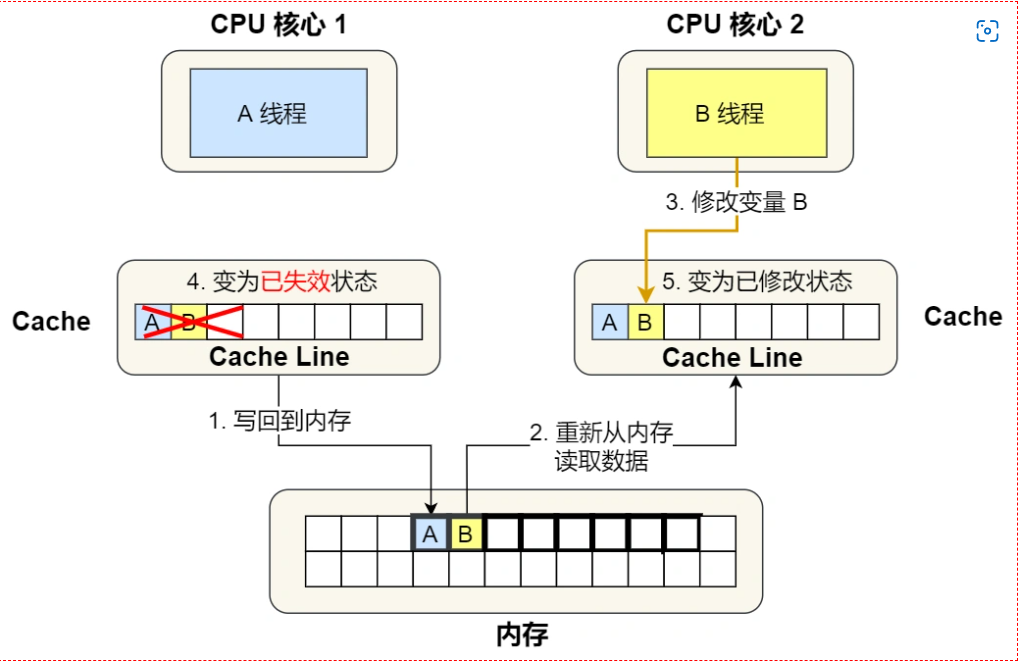 CPU 核心 1
CPU 核心 2
A 线程
B 线程
3. 修改变量 B
4. 变为已失效状态
5. 变为已修改状态
Cache
A B
A B
Cache
Cache Line
Cache Line
1. 写回到内存
2. 重新从内存
读取数据
A B
内存